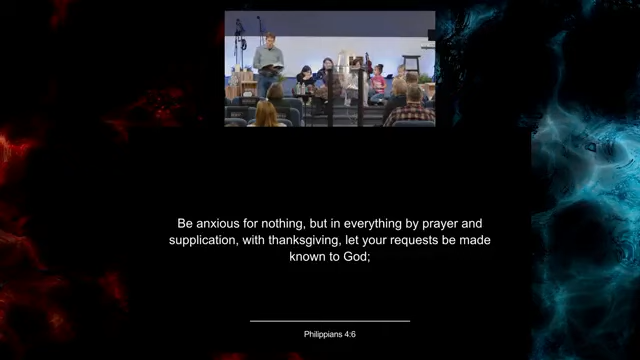 Be anxious for nothing, but in everything by prayer and
supplication, with thanksgiving, let your requests be made
known to God;
Philippians 4:6